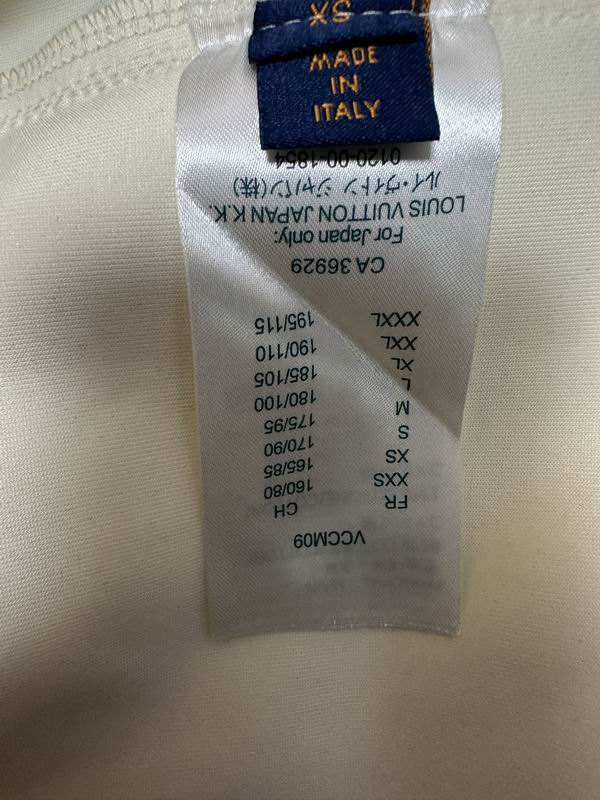 XS
MADE
IN
ITALY
VCCM09
FR CH
XXS 160/80
XS 165/85
S 170/90
M 175/95
L 180/100
XL 185/105
XXL 190/110
XXXL 195/115
CA 36929
For Japan only:
LOUIS VUITTON JAPAN K.K.
ルイ・ヴィトン ジャパン(株)
0120-00-1854